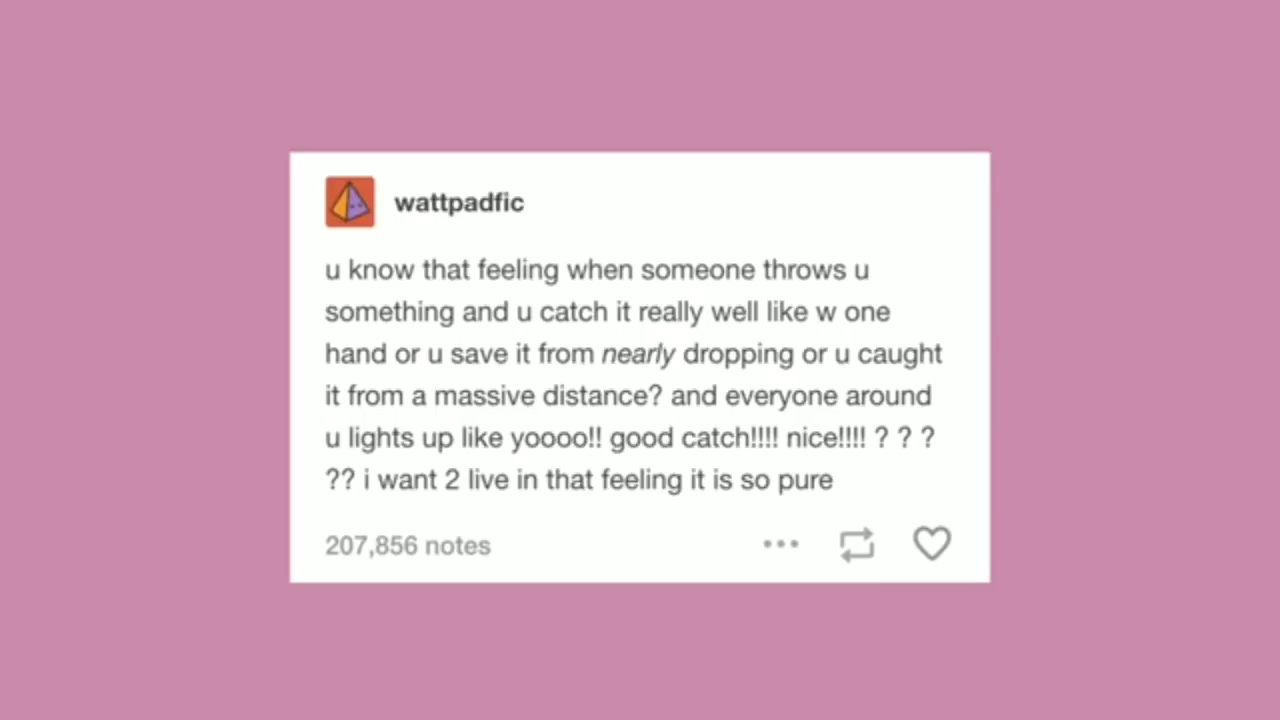 wattpadfic
u know that feeling when someone throws u
something and u catch it really well like w one
hand or u save it from nearly dropping or u caught
it from a massive distance? and everyone around
u lights up like yoooo!! good catch!!!! nice!!!! ? ? ?
?? i want 2 live in that feeling it is so pure
207,856 notes